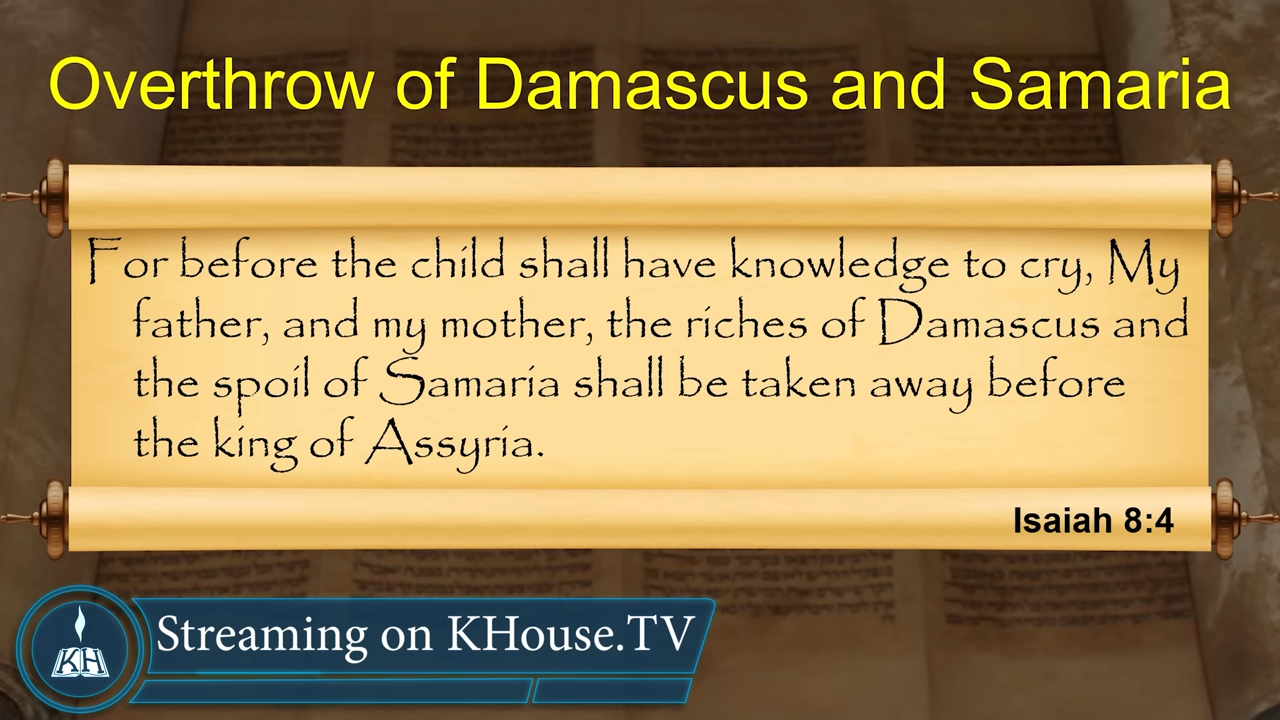 Overthrow of Damascus and Samaria
For before the child shall have knowledge to cry, My
father, and my mother, the riches of Damascus and
the spoil of Samaria shall be taken away before
the king of Assyria.
Isaiah 8:4
KH
Streaming on KHouse.TV